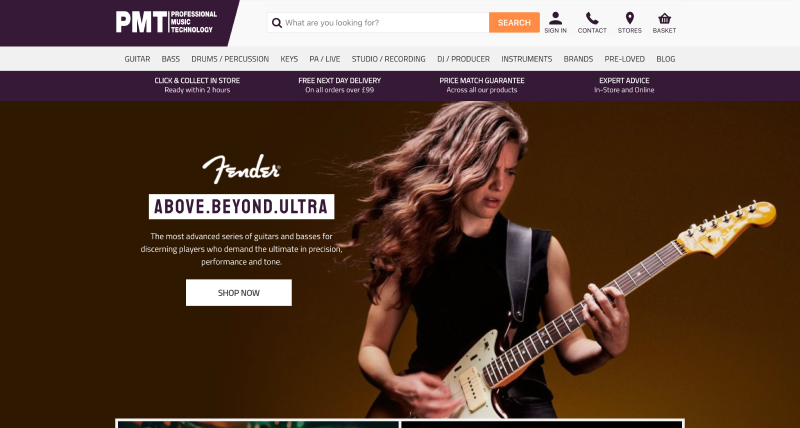 PMT PROFESSIONAL
MUSIC
TECHNOLOGY
What are you looking for?
SEARCH
SIGN IN
CONTACT
STORES
BASKET
GUITAR BASS DRUMS / PERCUSSION KEYS PA / LIVE STUDIO / RECORDING DJ / PRODUCER INSTRUMENTS BRANDS PRE-LOVED BLOG
CLICK & COLLECT IN STORE
Ready within 2 hours
FREE NEXT DAY DELIVERY
On all orders over £99
PRICE MATCH GUARANTEE
Across all our products
EXPERT ADVICE
In-Store and Online
Fender
ABOVE.BEYOND.ULTRA
The most advanced series of guitars and basses for
discerning players who demand the ultimate in precision,
performance and tone.
SHOP NOW